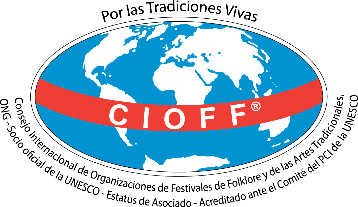 Por las Tradiciones Vivas
CIOFF®
Consejo Internacional de Organizaciones de Festivales de Folklore y de las Artes Tradicionales,
ONG - Socio oficial de la UNESCO - Estatus de Asociado - Acreditado ante el Comité del PCI de la UNESCO